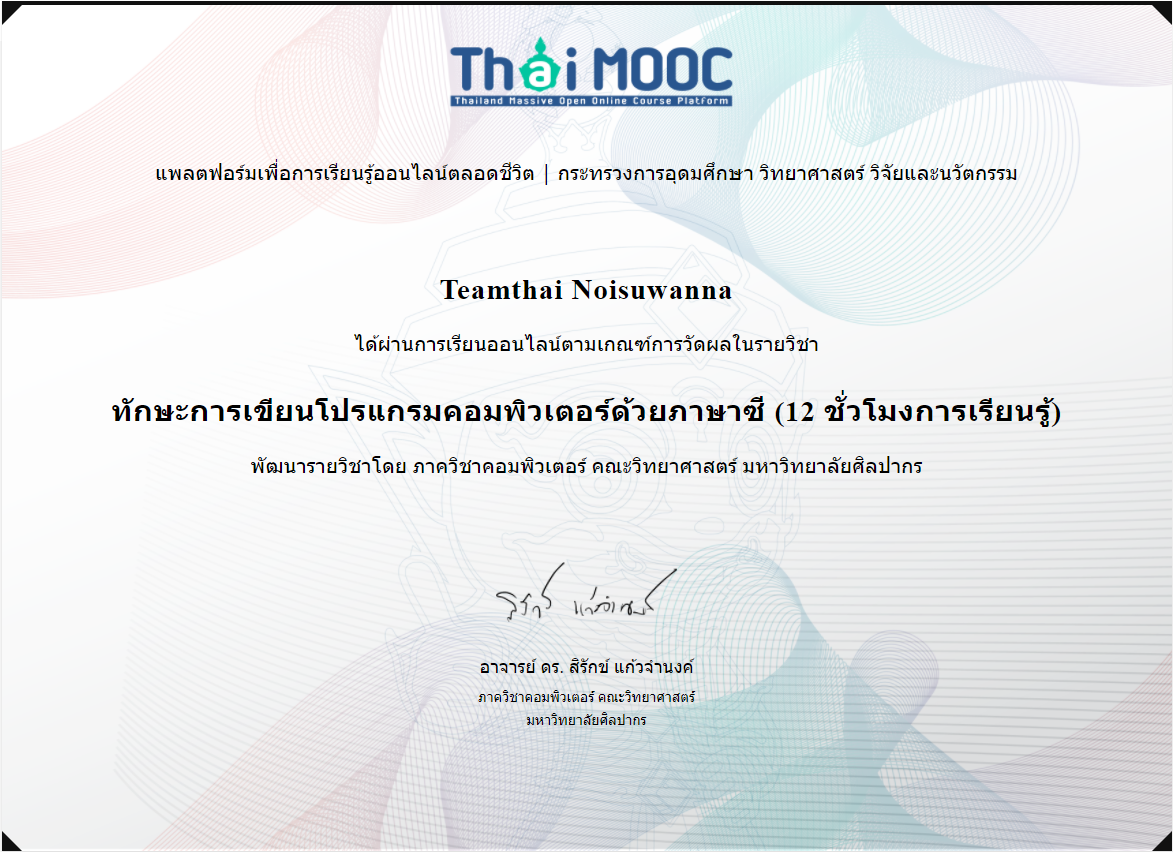 Thai MOOC
Thailand Massive Open Online Course Platform
แพลตฟอร์มเพื่อการเรียนรู้ออนไลน์ตลอดชีวิต | กระทรวงการอุดมศึกษา วิทยาศาสตร์ วิจัยและนวัตกรรม
Teamthai Noisuwanna
ได้ผ่านการเรียนออนไลน์ตามเกณฑ์การวัดผลในรายวิชา
ทักษะการเขียนโปรแกรมคอมพิวเตอร์ด้วยภาษาซี (12 ชั่วโมงการเรียนรู้)
พัฒนารายวิชาโดย ภาควิชาคอมพิวเตอร์ คณะวิทยาศาสตร์ มหาวิทยาลัยศิลปากร
สิรักข์ แก้วจำนงค์
อาจารย์ ดร. สิรักข์ แก้วจำนงค์
ภาควิชาคอมพิวเตอร์ คณะวิทยาศาสตร์
มหาวิทยาลัยศิลปากร